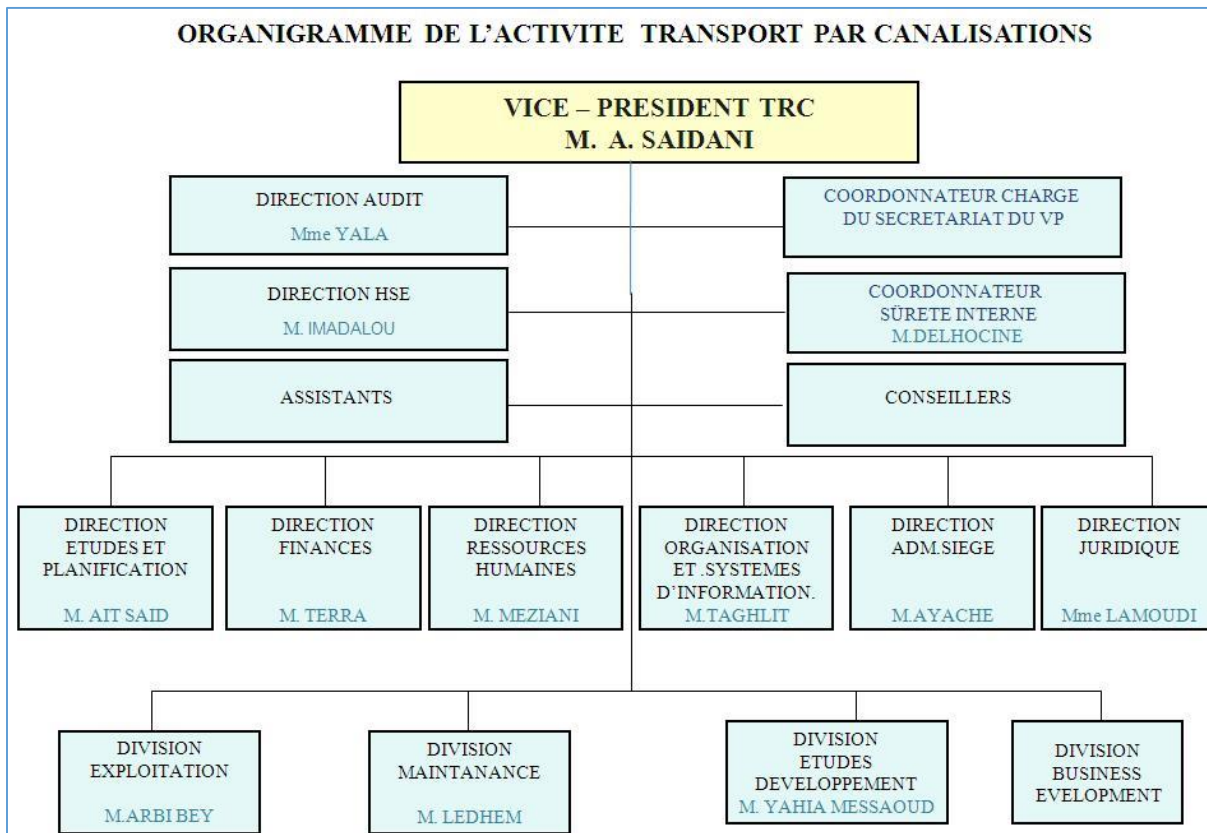 ORGANIGRAMME DE L'ACTIVITE TRANSPORT PAR CANALISATIONS
VICE – PRESIDENT TRC
M. A. SAIDANI
DIRECTION AUDIT
Mme YALA
COORDONNATEUR CHARGE
DU SECRETARIAT DU VP
DIRECTION HSE
M. IMADALOU
COORDONNATEUR
SÜRETE INTERNE
M.DELHOCINE
ASSISTANTS
CONSEILLERS
DIRECTION
ETUDES ET
PLANIFICATION
M. AIT SAID
DIRECTION
FINANCES
M. TERRA
DIRECTION
RESSOURCES
HUMAINES
M. MEZIANI
DIRECTION
ORGANISATION
ET .SYSTEMES
D'INFORMATION.
M.TAGHLIT
DIRECTION
ADM.SIEGE
M.AYACHE
DIRECTION
JURIDIQUE
Mme LAMOUDI
DIVISION
EXPLOITATION
M.ARBI BEY
DIVISION
MAINTANANCE
M. LEDHEM
DIVISION
ETUDES
DEVELOPPEMENT
M. YAHIA MESSAOUD
DIVISION
BUSINESS
EVELOPMENT